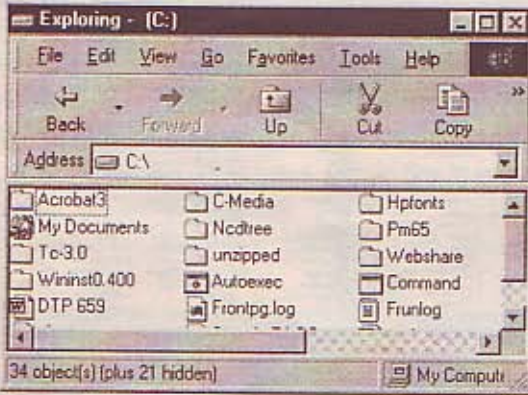 Exploring - (C:)
File Edit View Go Favorites Tools Help
Back Forward Up Cut Copy »
Address C:\
Acrobat3 C-Media Hpfonts
My Documents Ncdtree Pm65
Tc-3.0 unzipped Webshare
Wininst0.400 Autoexec Command
DTP 659 Frontpg.log Frunlog
34 object(s) (plus 21 hidden) My Comput